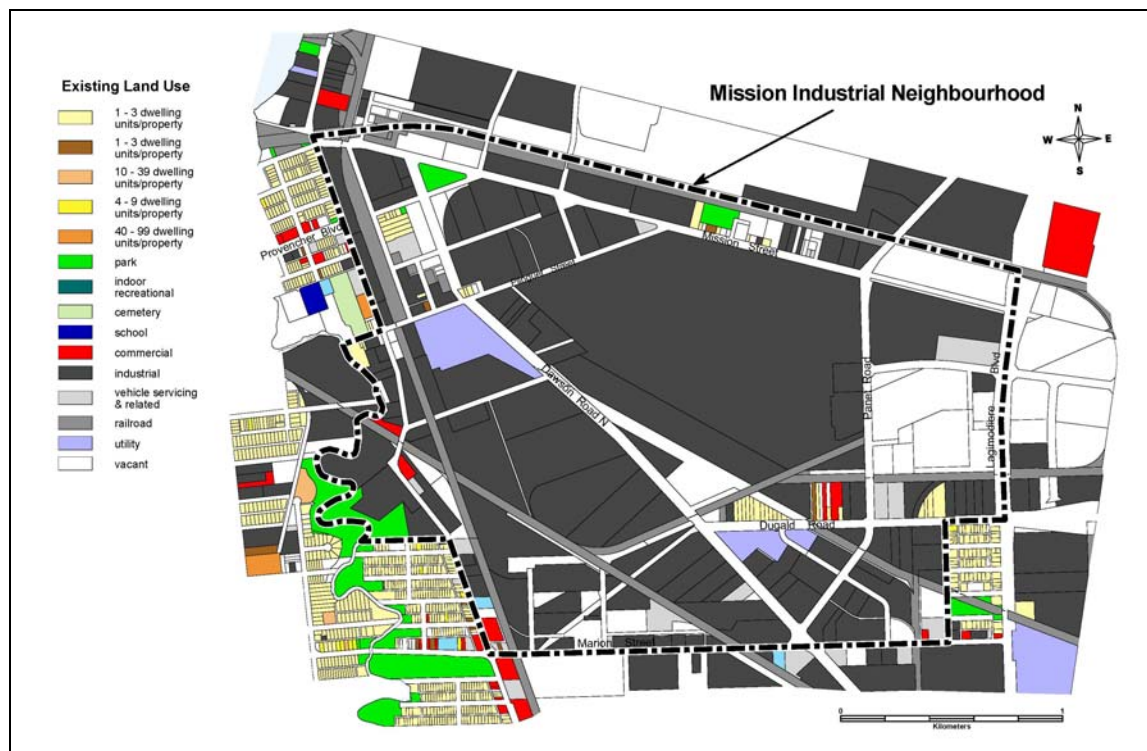 Existing Land Use
1 - 3 dwelling
units/property
1 - 3 dwelling
units/property
10 - 39 dwelling
units/property
4 - 9 dwelling
units/property
40 - 99 dwelling
units/property
park
indoor
recreational
cemetery
school
commercial
industrial
vehicle servicing
& related
railroad
utility
vacant
Mission Industrial Neighbourhood
N
W E
S
Provencher Blvd
Mission Street
Street
Dawson Road N
Panet Road
Lagimodiere Blvd
Dugald Road
Marion Street
0 1
Kilometers